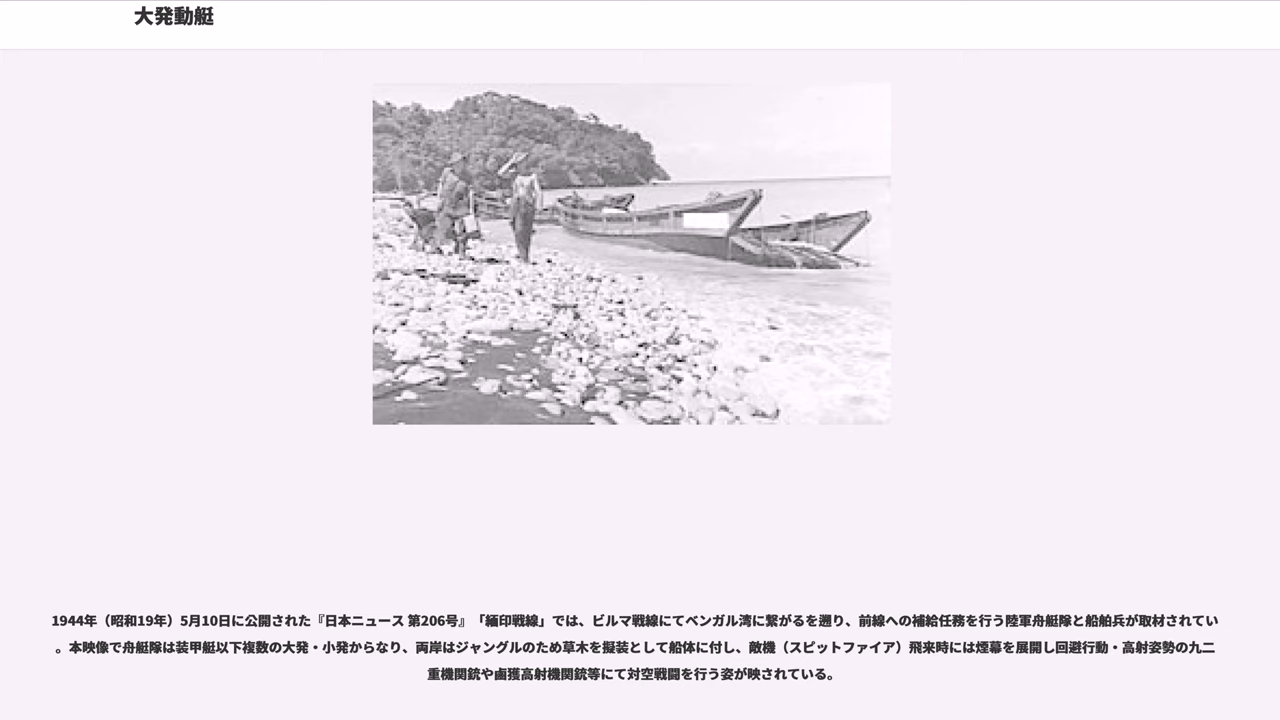 大発動艇
1944年（昭和19年）5月10日に公開された『日本ニュース 第206号』「緬印戦線」では、ビルマ戦線にてベンガル湾に繋がるを遡り、前線への補給任務を行う陸軍舟艇隊と船舶兵が取材されてい
。本映像で舟艇隊は装甲艇以下複数の大発・小発からなり、両岸はジャングルのため草木を擬装として船体に付し、敵機（スピットファイア）飛来時には煙幕を展開し回避行動・高射姿勢の九二
重機関銃や鹵獲高射機関銃等にて対空戦闘を行う姿が映されている。